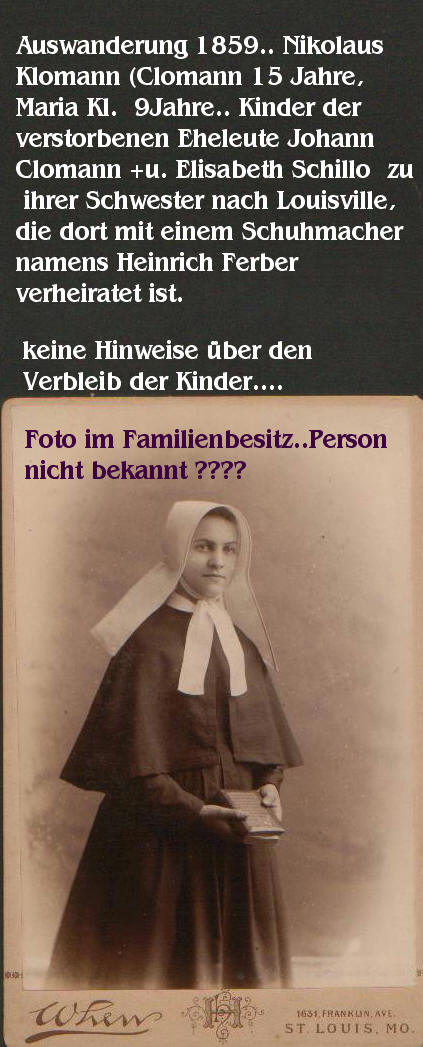 Auswanderung 1859.. Nikolaus
Klomann (Clomann 15 Jahre,
Maria Kl. 9Jahre.. Kinder der
verstorbenen Eheleute Johann
Clomann +u. Elisabeth Schillo zu
ihrer Schwester nach Louisville,
die dort mit einem Schuhmacher
namens Heinrich Ferber
verheiratet ist.
keine Hinweise über den
Verbleib der Kinder....
Foto im Familienbesitz..Person
nicht bekannt ????
1631, FRANKLIN, AVE.
ST. LOUIS, MO.